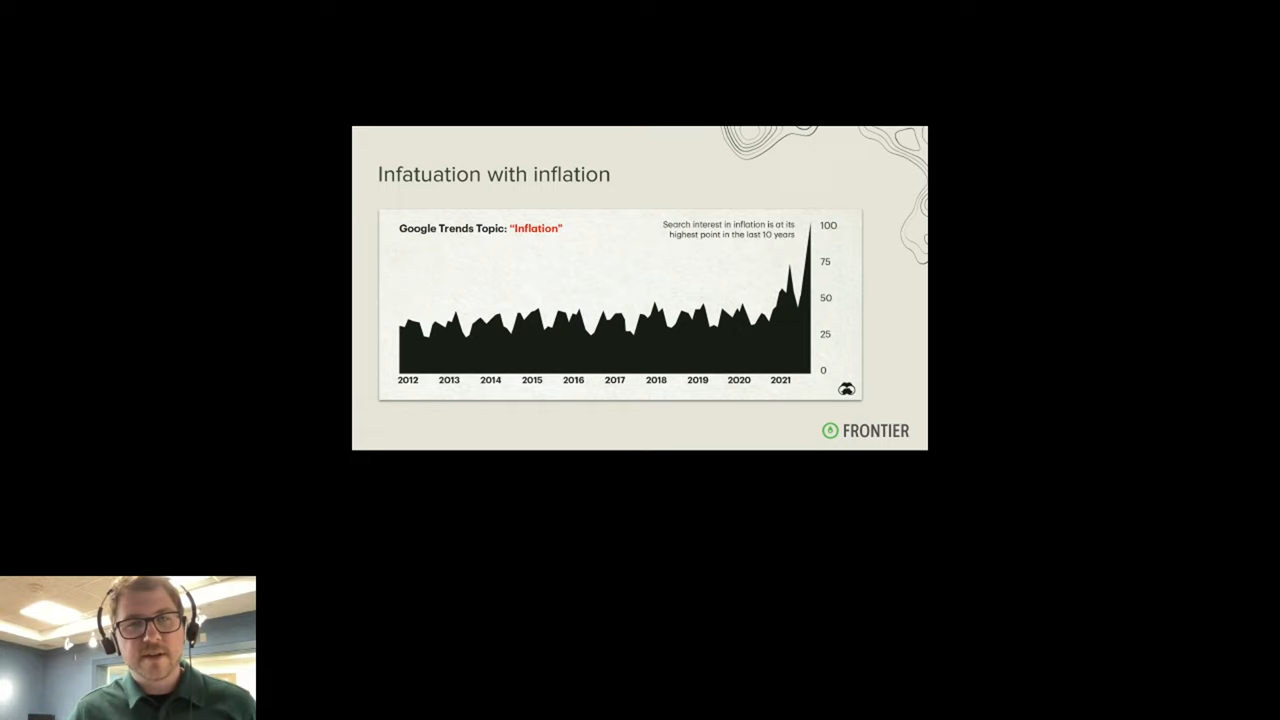 Infatuation with inflation
Google Trends Topic: “Inflation”
Search interest in inflation is at its
highest point in the last 10 years
100
75
50
25
0
2012 2013 2014 2015 2016 2017 2018 2019 2020 2021
FRONTIER